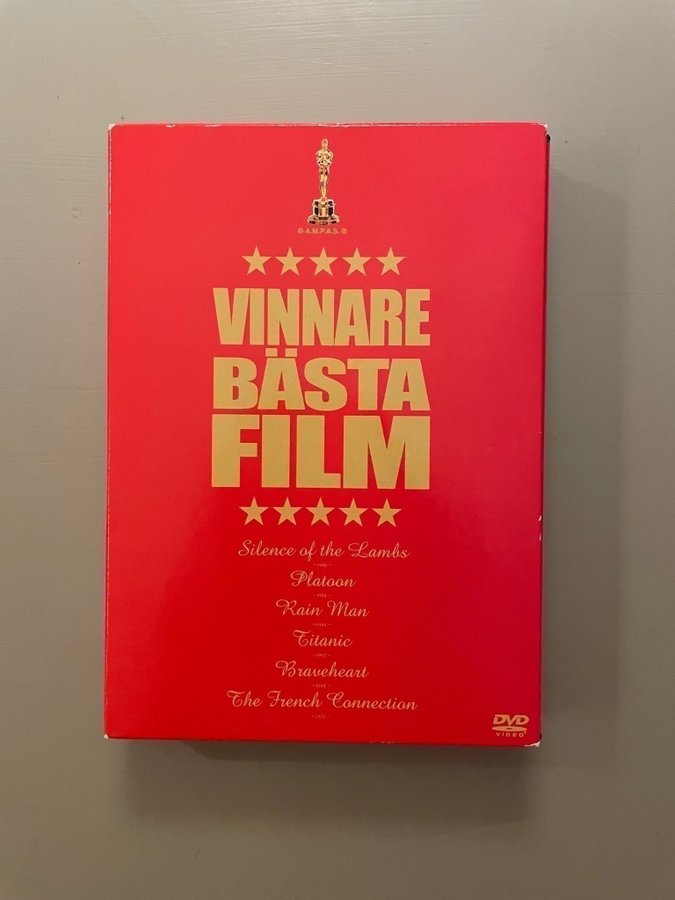 © A.M.P.A.S. ®
VINNARE
BÄSTA
FILM
Silence of the Lambs
Platoon
Rain Man
Titanic
Braveheart
The French Connection
DVD
VIDEO